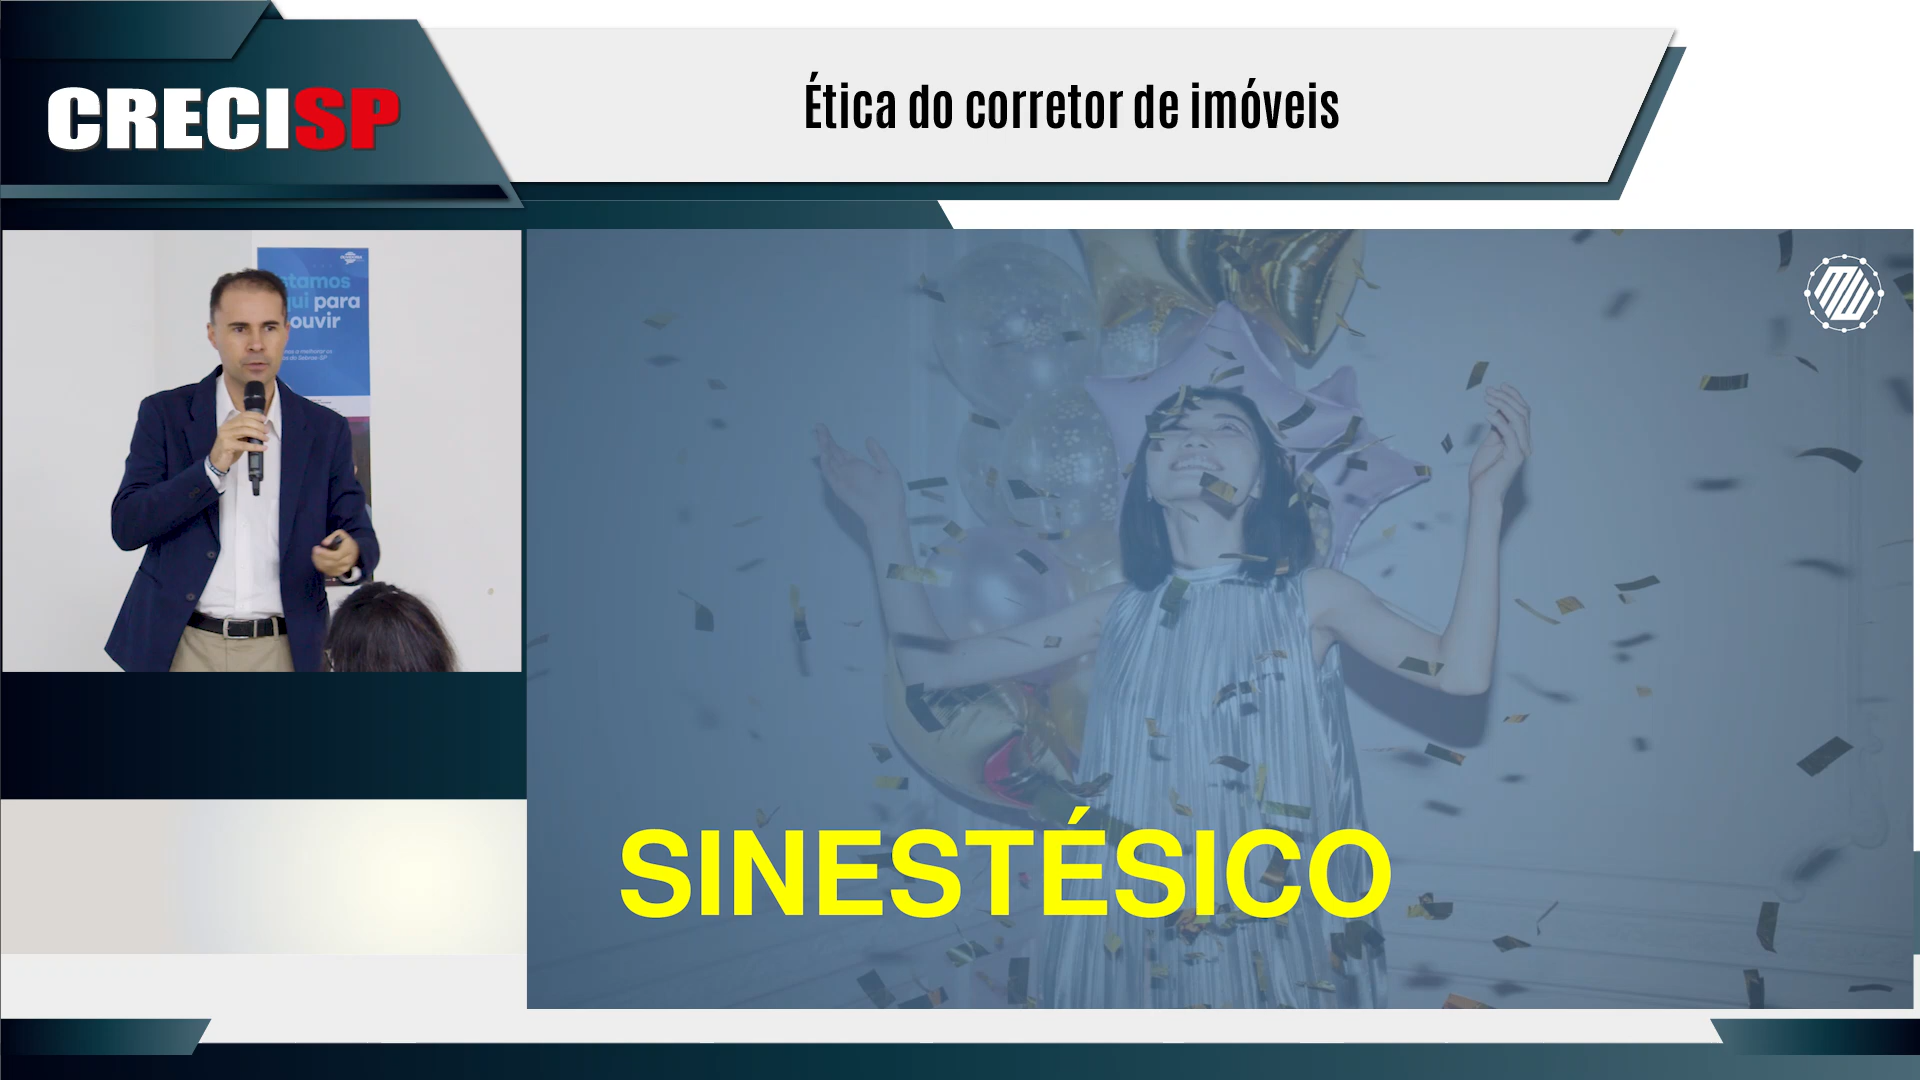 CRECISP
Ética do corretor de imóveis
para
ouvir
SINESTÉSICO